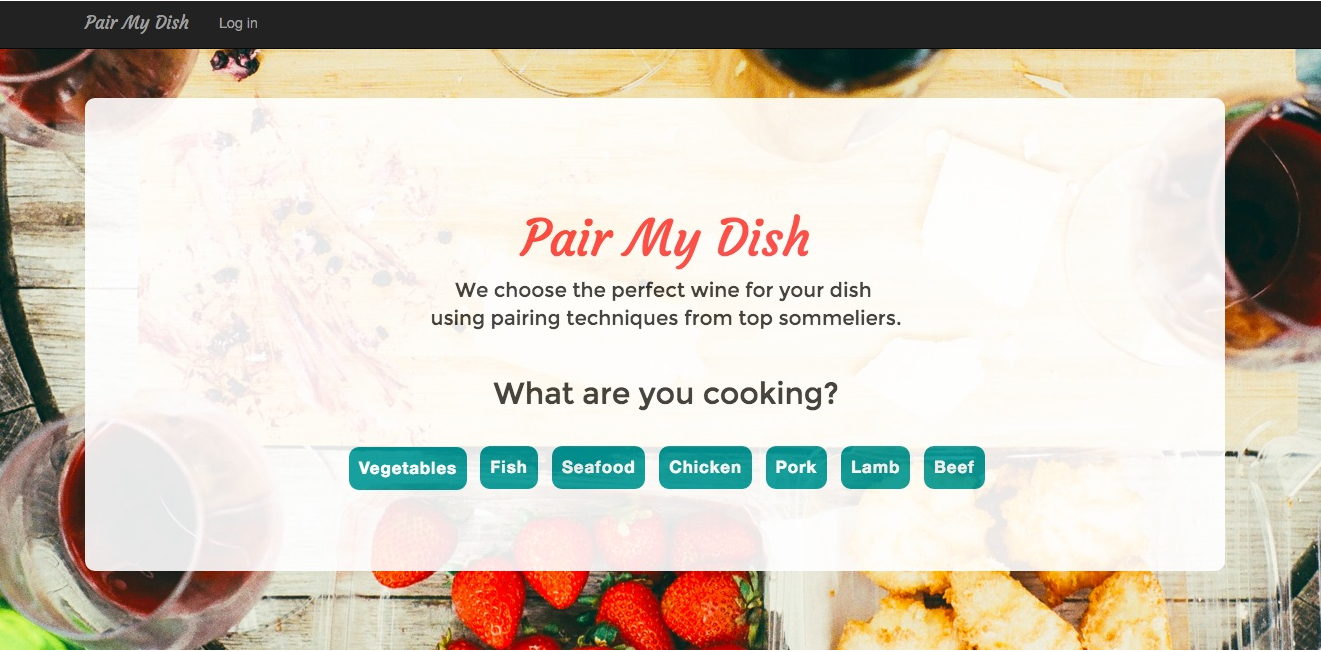 Pair My Dish Log in
Pair My Dish
We choose the perfect wine for your dish
using pairing techniques from top sommeliers.
What are you cooking?
Vegetables Fish Seafood Chicken Pork Lamb Beef